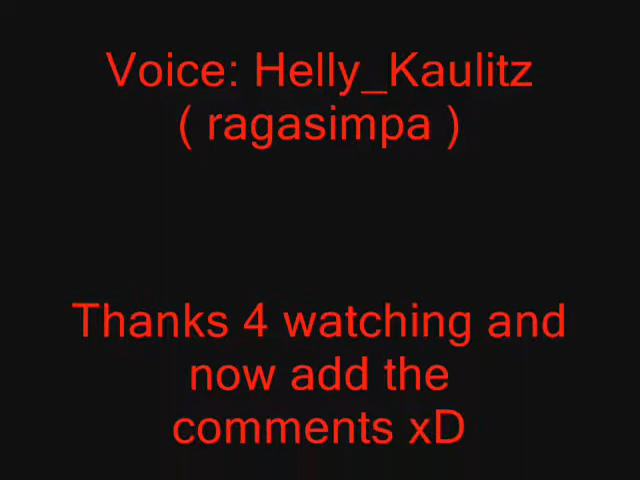 Voice: Helly_Kaulitz
( ragasimpa )
Thanks 4 watching and
now add the
comments xD